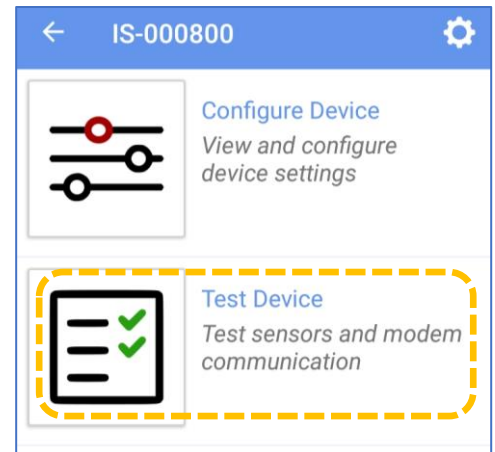 IS-000800
Configure Device
View and configure
device settings
Test Device
Test sensors and modem
communication